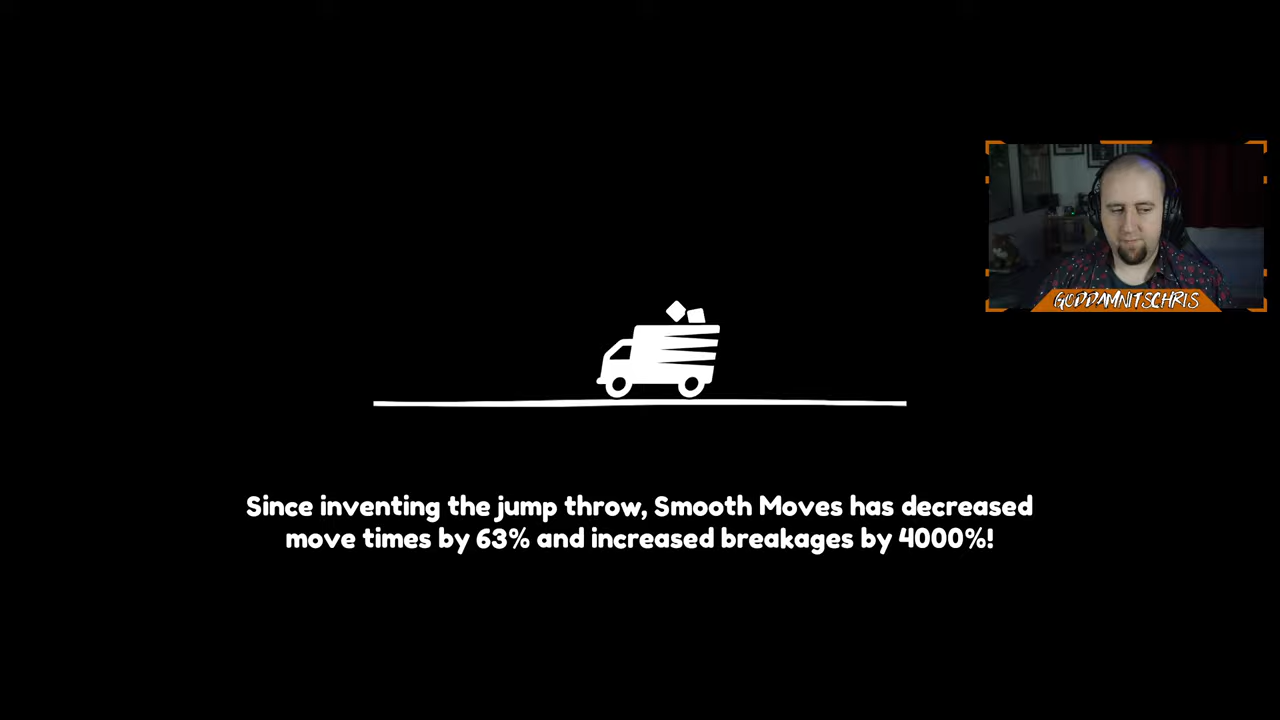 GODDAMNITSCHRIS
Since inventing the jump throw, Smooth Moves has decreased
move times by 63% and increased breakages by 4000%!